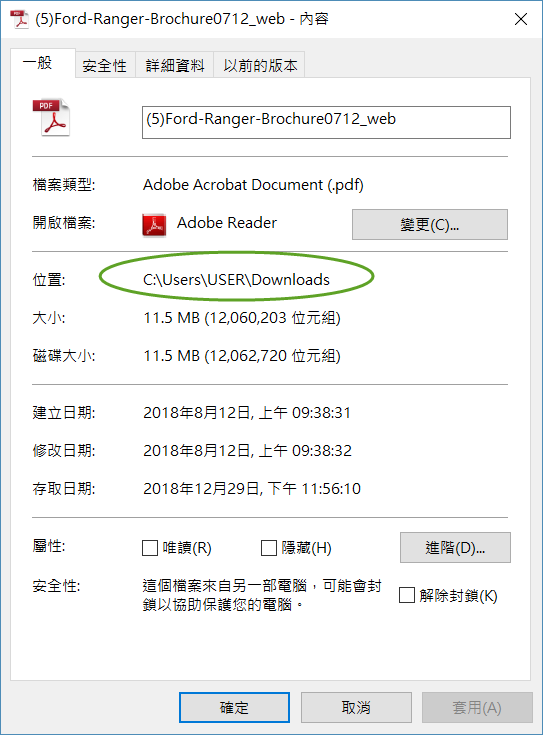 (5)Ford-Ranger-Brochure0712_web - 內容
一般 安全性 詳細資料 以前的版本
PDF
(5)Ford-Ranger-Brochure0712_web
檔案類型: Adobe Acrobat Document (.pdf)
開啟檔案: Adobe Reader 變更(C)...
位置: C:\Users\USER\Downloads
大小: 11.5 MB (12,060,203 位元組)
磁碟大小: 11.5 MB (12,062,720 位元組)
建立日期: 2018年8月12日, 上午 09:38:31
修改日期: 2018年8月12日, 上午 09:38:32
存取日期: 2018年12月29日, 下午 11:56:10
屬性: 唯讀(R) 隱藏(H) 進階(D)...
安全性: 這個檔案來自另一部電腦，可能會封
鎖以協助保護您的電腦。 解除封鎖(K)
確定 取消 套用(A)